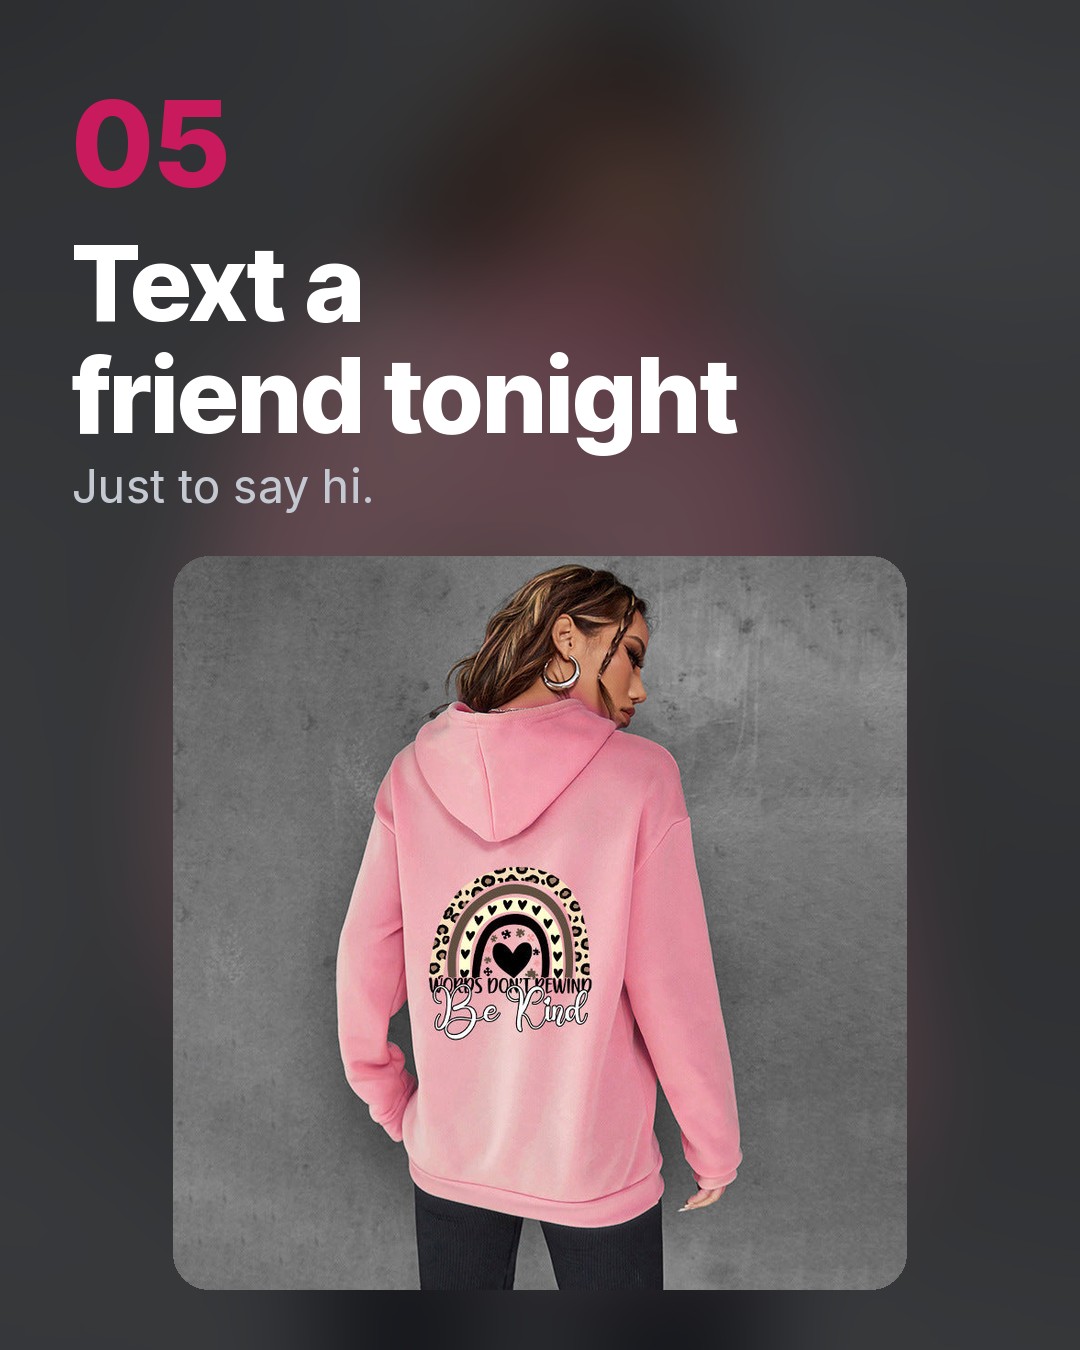 05
Text a
friend tonight
Just to say hi.
WORDS DON'T REWIND
Be Kind